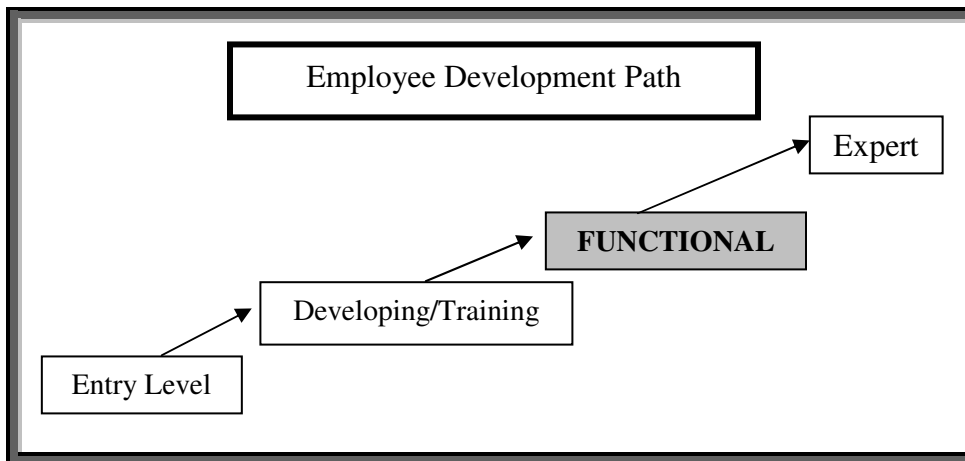 Employee Development Path
Expert
FUNCTIONAL
Developing/Training
Entry Level